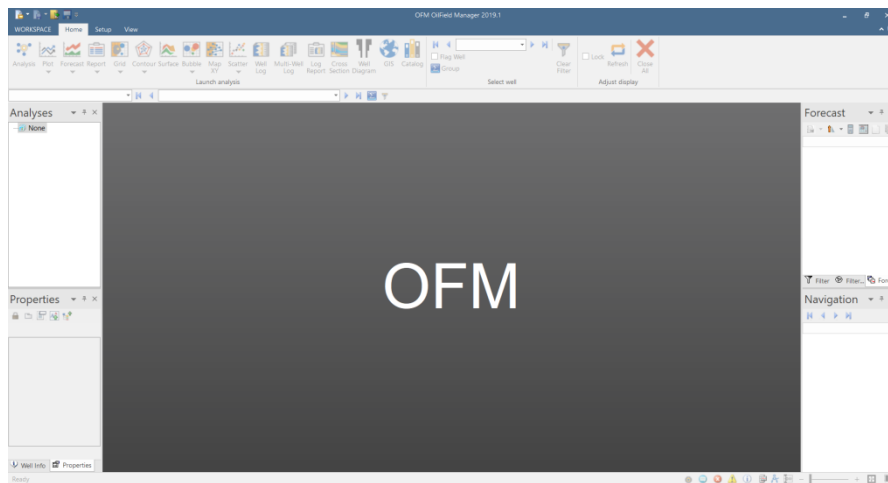 OFM OilField Manager 2019.1
WORKSPACE Home Setup View
Analysis Plot Forecast Report Grid Contour Surface Bubble Map XY Scatter Well Log Multi-Well Log Log Report Cross Section Well Diagram GIS Catalog
Flag Well
Group
Clear Filter
Lock Refresh Close All
Launch analysis Select well Adjust display
Analyses
None
Forecast
Filter Filter... For
Properties
Navigation
OFM
Well Info Properties
Ready